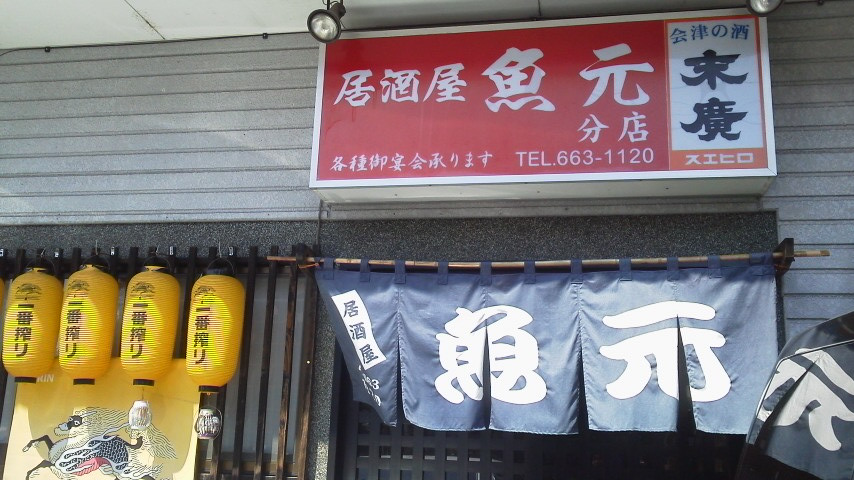 居酒屋 魚元
分店
各種御宴会承ります TEL.663-1120
会津の酒
末廣
スエヒロ
一番搾り
一番搾り
一番搾り
一番搾り
居酒屋
魚元